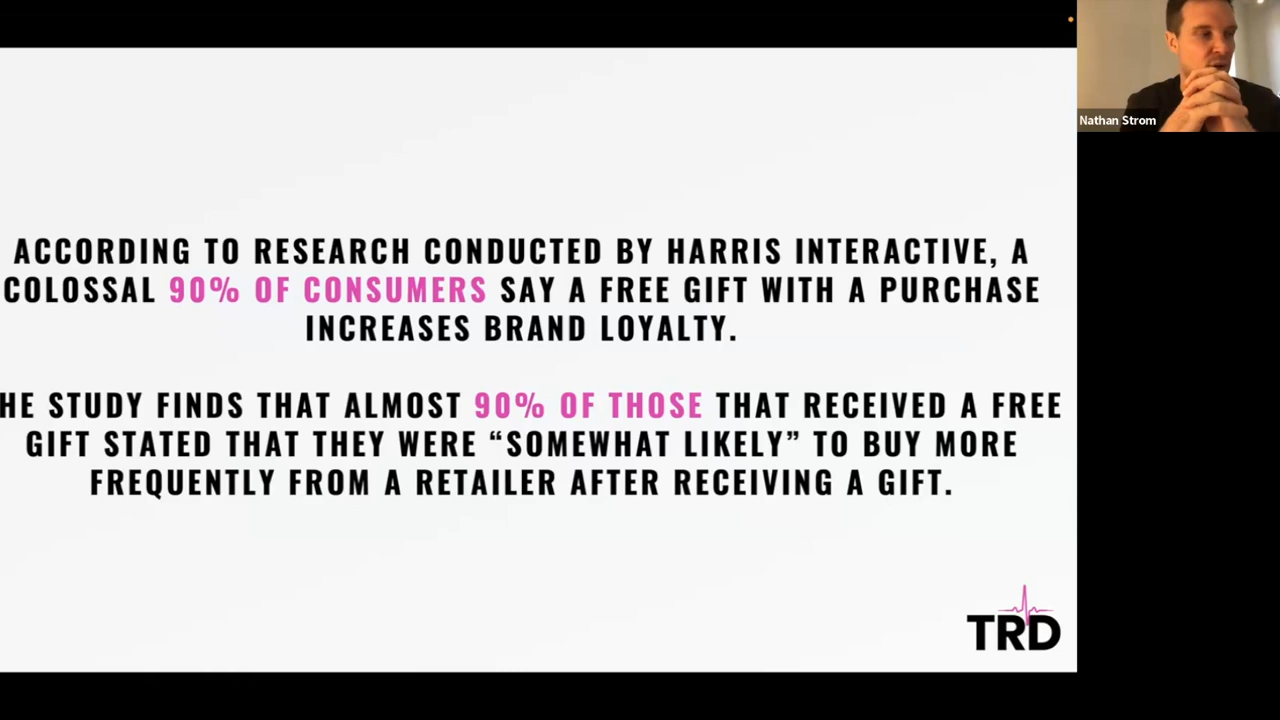 Nathan Strom
ACCORDING TO RESEARCH CONDUCTED BY HARRIS INTERACTIVE, A
COLOSSAL 90% OF CONSUMERS SAY A FREE GIFT WITH A PURCHASE
INCREASES BRAND LOYALTY.
HE STUDY FINDS THAT ALMOST 90% OF THOSE THAT RECEIVED A FREE
GIFT STATED THAT THEY WERE “SOMEWHAT LIKELY” TO BUY MORE
FREQUENTLY FROM A RETAILER AFTER RECEIVING A GIFT.
TRD